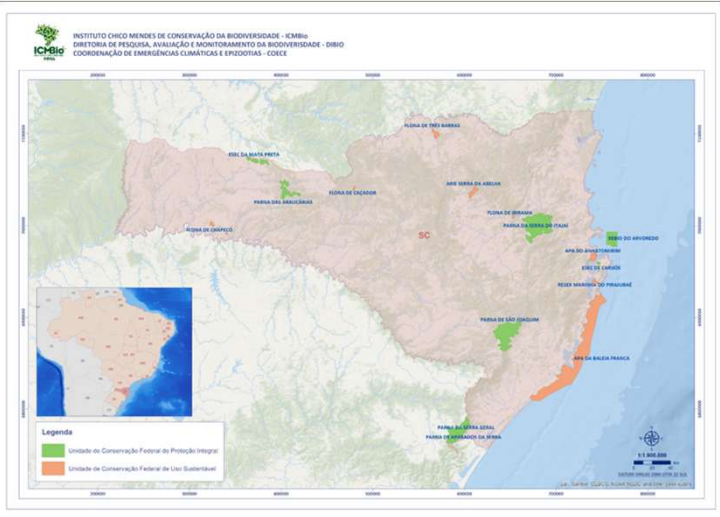 INSTITUTO CHICO MENDES DE CONSERVAÇÃO DA BIODIVERSIDADE - ICMBio
DIRETORIA DE PESQUISA, AVALIAÇÃO E MONITORAMENTO DA BIODIVERISDADE - DIBIO
COORDENAÇÃO DE EMERGÊNCIAS CLIMÁTICAS E EPIZOOTIAS - COECE
ICMBio
MMA
FLONA DE TRÊS BARRAS
ESEC DA MATA PRETA
ARIE SERRA DA ABELHA
FLONA DE CAÇADOR
PARNA DAS ARAUCÁRIAS
FLONA DE IBIRAMA
PARNA DA SERRA DO ITAJAÍ
FLONA DE CHAPECÓ
SC
REBIO DO ARVOREDO
APA DO ANHATOMIRIM
ESEC DE CARIJÓS
RESEX MARINHA DO PIRAJUBAÉ
PARNA DE SÃO JOAQUIM
APA DA BALEIA FRANCA
PARNA DA SERRA GERAL
PARNA DE APARADOS DA SERRA
Legenda
Unidade de Conservação Federal de Proteção Integral
Unidade de Conservação Federal de Uso Sustentável
1:1.800.000